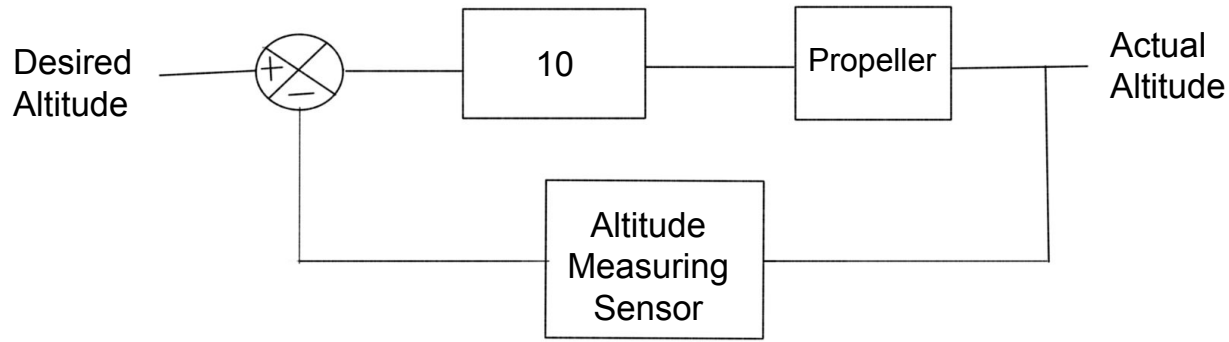 Desired
Altitude
+
−
10
Propeller
Actual
Altitude
Altitude
Measuring
Sensor